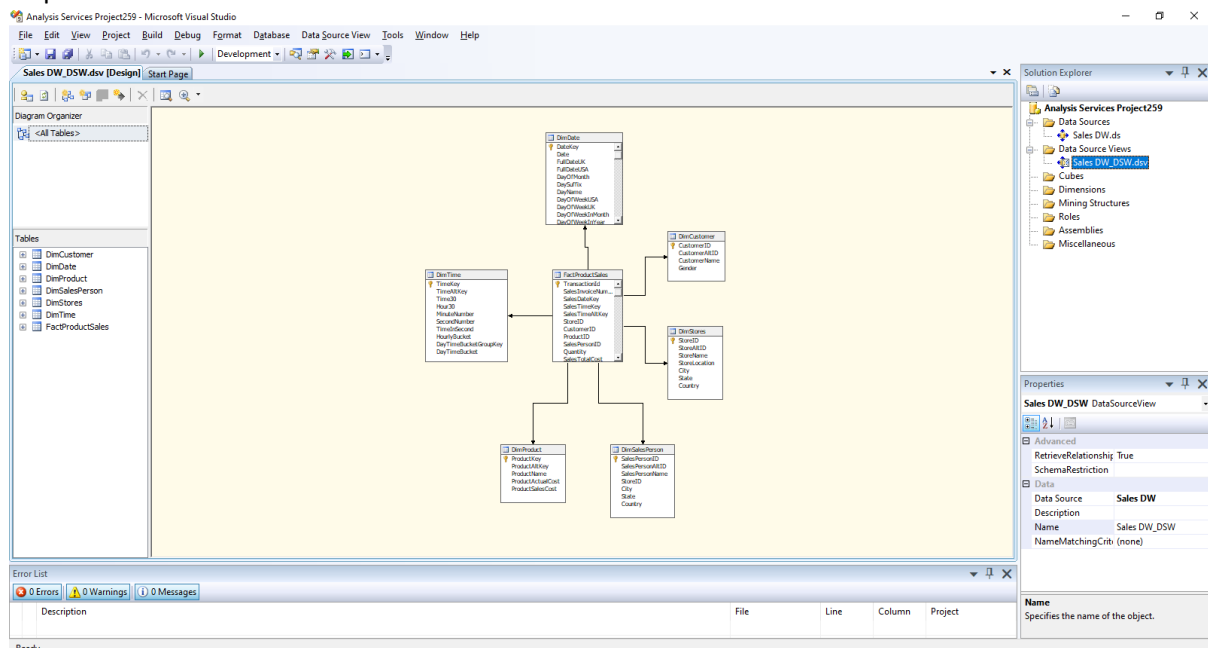 Analysis Services Project259 - Microsoft Visual Studio
File Edit View Project Build Debug Format Database Data Source View Tools Window Help
Development
Sales DW_DSW.dsv [Design] Start Page
Diagram Organizer
<All Tables>
Tables
DimCustomer
DimDate
DimProduct
DimSalesPerson
DimStores
DimTime
FactProductSales
DimDate
DateKey
Date
FullDateUK
FullDateUSA
DayOfMonth
DaySuffix
DayName
DayOfWeekUSA
DayOfWeekUK
DayOfWeekInMonth
DayOfWeekInYear
DimCustomer
CustomerID
CustomerAltID
CustomerName
Gender
DimTime
TimeKey
TimeAltKey
Time30
Hour30
MinuteNumber
SecondNumber
TimeInSecond
HourlyBucket
DayTimeBucketGroupKey
DayTimeBucket
FactProductSales
TransactionId
SalesInvoiceNum...
SalesDateKey
SalesTimeKey
SalesTimeAltKey
StoreID
CustomerID
ProductID
SalesPersonID
Quantity
SalesTotalCost
DimStores
StoreID
StoreAltID
StoreName
StoreLocation
City
State
Country
DimProduct
ProductKey
ProductAltKey
ProductName
ProductActualCost
ProductSalesCost
DimSalesPerson
SalesPersonID
SalesPersonAltID
SalesPersonName
StoreID
City
State
Country
Solution Explorer
Analysis Services Project259
Data Sources
Sales DW.ds
Data Source Views
Sales DW_DSW.dsv
Cubes
Dimensions
Mining Structures
Roles
Assemblies
Miscellaneous
Properties
Sales DW_DSW DataSourceView
Advanced
RetrieveRelationship True
SchemaRestriction
Data
Data Source Sales DW
Description
Name Sales DW_DSW
NameMatchingCriti (none)
Name
Specifies the name of the object.
Error List
0 Errors 0 Warnings 0 Messages
Description File Line Column Project
Ready